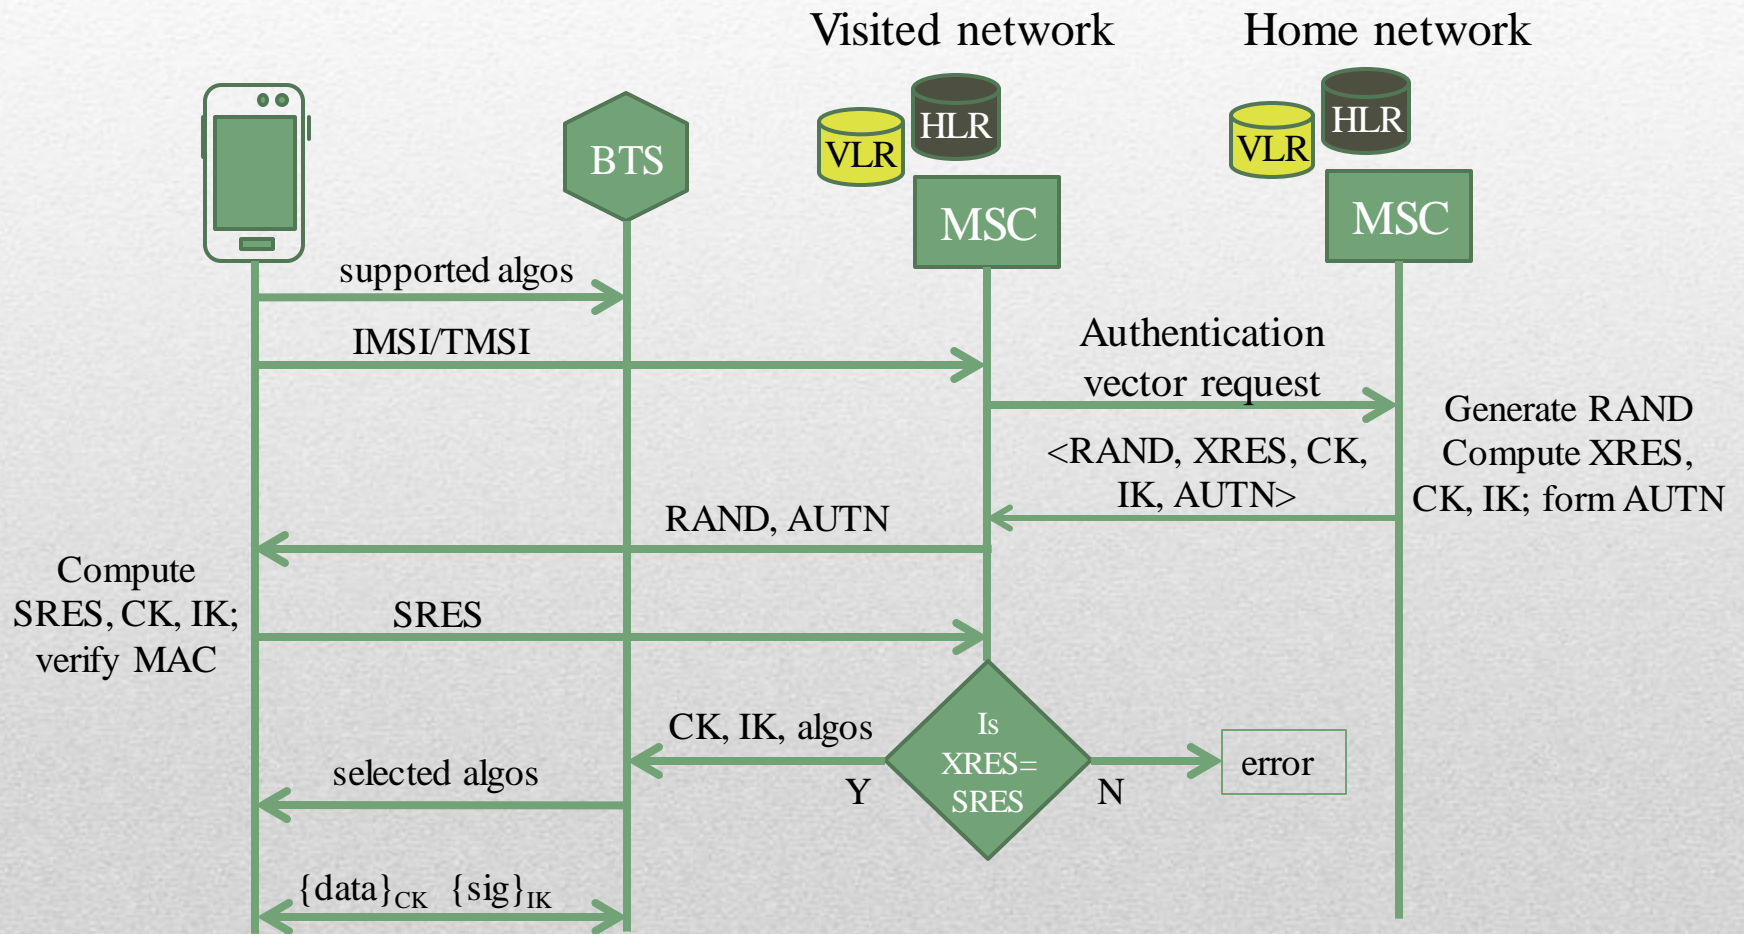 Visited network
Home network
HLR
VLR
HLR
VLR
BTS
MSC
MSC
supported algos
IMSI/TMSI
Authentication
vector request
Generate RAND
Compute XRES,
CK, IK; form AUTN
<RAND, XRES, CK,
IK, AUTN>
RAND, AUTN
Compute
SRES, CK, IK;
verify MAC
SRES
CK, IK, algos
Is
XRES=
SRES
Y
N
error
selected algos
{data}CK {sig}IK